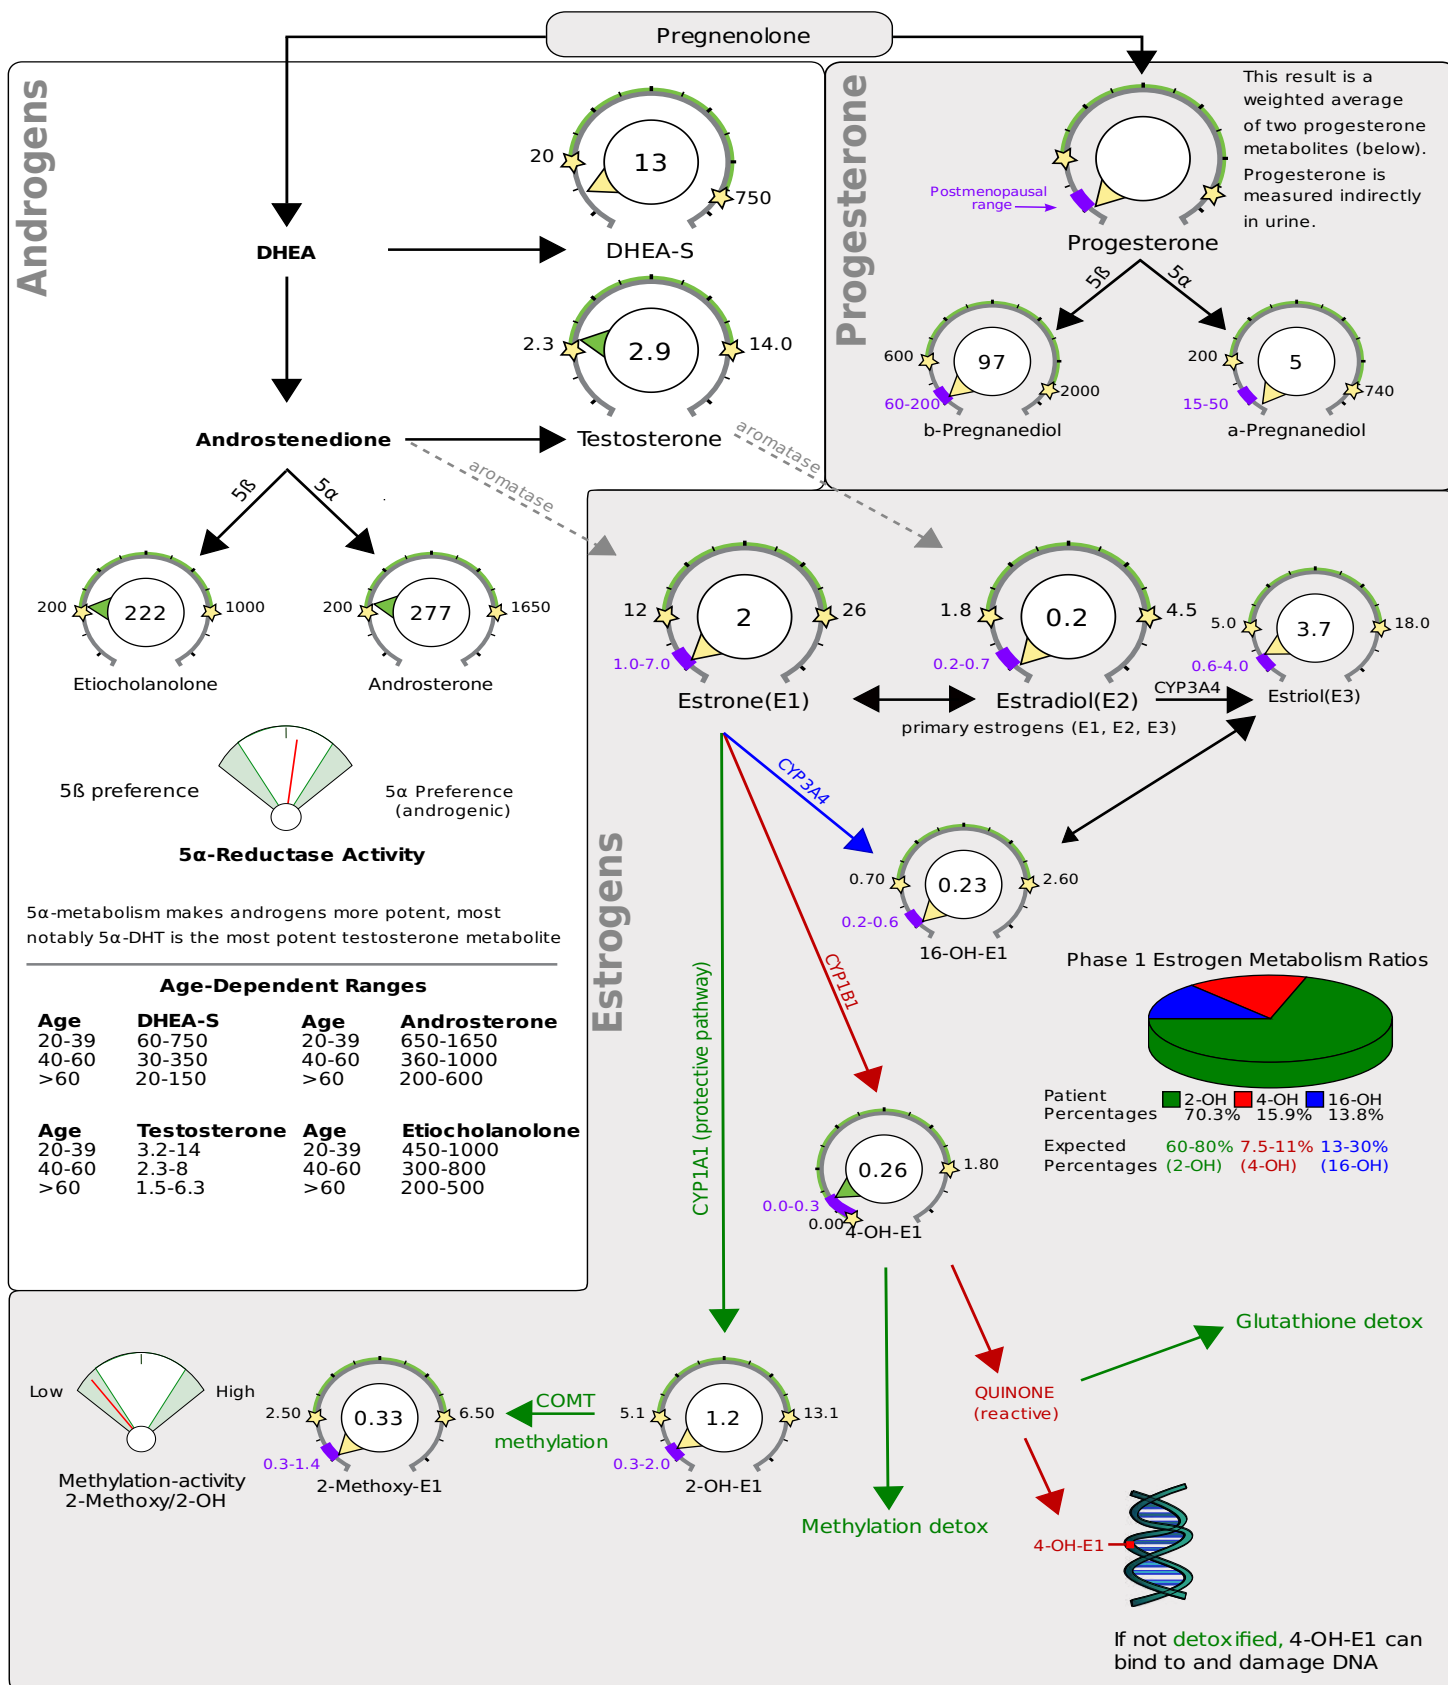 Pregnenolone
Androgens
20
13
750
DHEA
DHEA-S
2.3
2.9
14.0
Androstenedione
Testosterone
aromatase
aromatase
5ß
5α
200
222
1000
Etiocholanolone
200
277
1650
Androsterone
5ß preference
5α Preference
(androgenic)
5α-Reductase Activity
5α-metabolism makes androgens more potent, most
notably 5α-DHT is the most potent testosterone metabolite
Age-Dependent Ranges
Age DHEA-S Age Androsterone
20-39 60-750 20-39 650-1650
40-60 30-350 40-60 360-1000
>60 20-150 >60 200-600
Age Testosterone Age Etiocholanolone
20-39 3.2-14 20-39 450-1000
40-60 2.3-8 40-60 300-800
>60 1.5-6.3 >60 200-500
Progesterone
This result is a
weighted average
of two progesterone
metabolites (below).
Progesterone is
measured indirectly
in urine.
Postmenopausal
range
Progesterone
5ß
5α
600
97
2000
60-200
b-Pregnanediol
200
5
740
15-50
a-Pregnanediol
Estrogens
12
2
26
1.0-7.0
Estrone(E1)
1.8
0.2
4.5
0.2-0.7
Estradiol(E2)
primary estrogens (E1, E2, E3)
CYP3A4
5.0
3.7
18.0
0.6-4.0
Estriol(E3)
CYP3A4
0.70
0.23
2.60
0.2-0.6
16-OH-E1
CYP1B1
CYP1A1 (protective pathway)
Phase 1 Estrogen Metabolism Ratios
Patient 2-OH 4-OH 16-OH
Percentages 70.3% 15.9% 13.8%
Expected 60-80% 7.5-11% 13-30%
Percentages (2-OH) (4-OH) (16-OH)
0.26
1.80
0.0-0.3
0.00
4-OH-E1
Low
High
Methylation-activity
2-Methoxy/2-OH
2.50
0.33
6.50
0.3-1.4
2-Methoxy-E1
COMT
methylation
5.1
1.2
13.1
0.3-2.0
2-OH-E1
Methylation detox
QUINONE
(reactive)
Glutathione detox
4-OH-E1
If not detoxified, 4-OH-E1 can
bind to and damage DNA